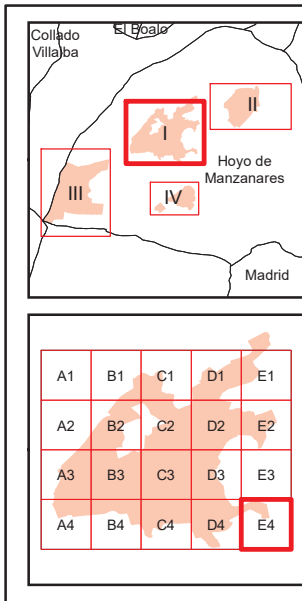 Collado
Villalba
El Boalo
I
II
Hoyo de
Manzanares
III
IV
Madrid
A1 B1 C1 D1 E1
A2 B2 C2 D2 E2
A3 B3 C3 D3 E3
A4 B4 C4 D4 E4